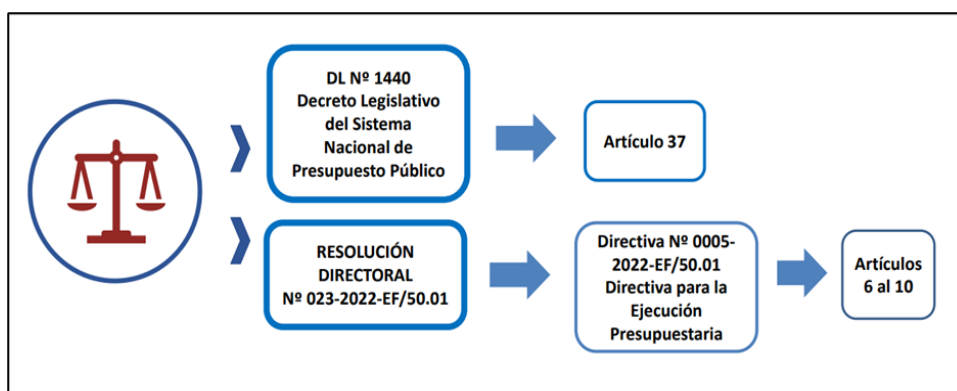 DL Nº 1440
Decreto Legislativo
del Sistema
Nacional de
Presupuesto Público
Artículo 37
RESOLUCIÓN
DIRECTORAL
Nº 023-2022-EF/50.01
Directiva Nº 0005-
2022-EF/50.01
Directiva para la
Ejecución
Presupuestaria
Artículos
6 al 10